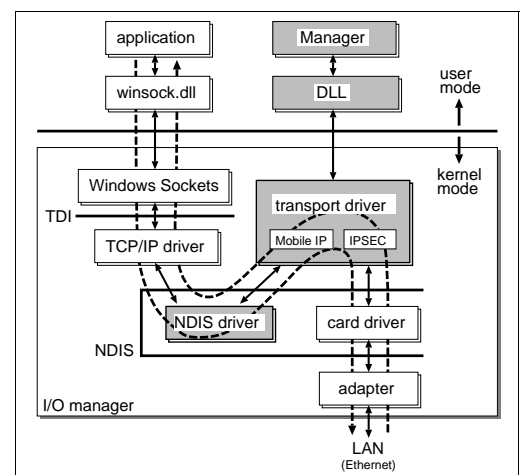 application
Manager
winsock.dll
DLL
user
mode
kernel
mode
Windows Sockets
transport driver
Mobile IP
IPSEC
TDI
TCP/IP driver
NDIS driver
card driver
NDIS
adapter
I/O manager
LAN
(Ethernet)